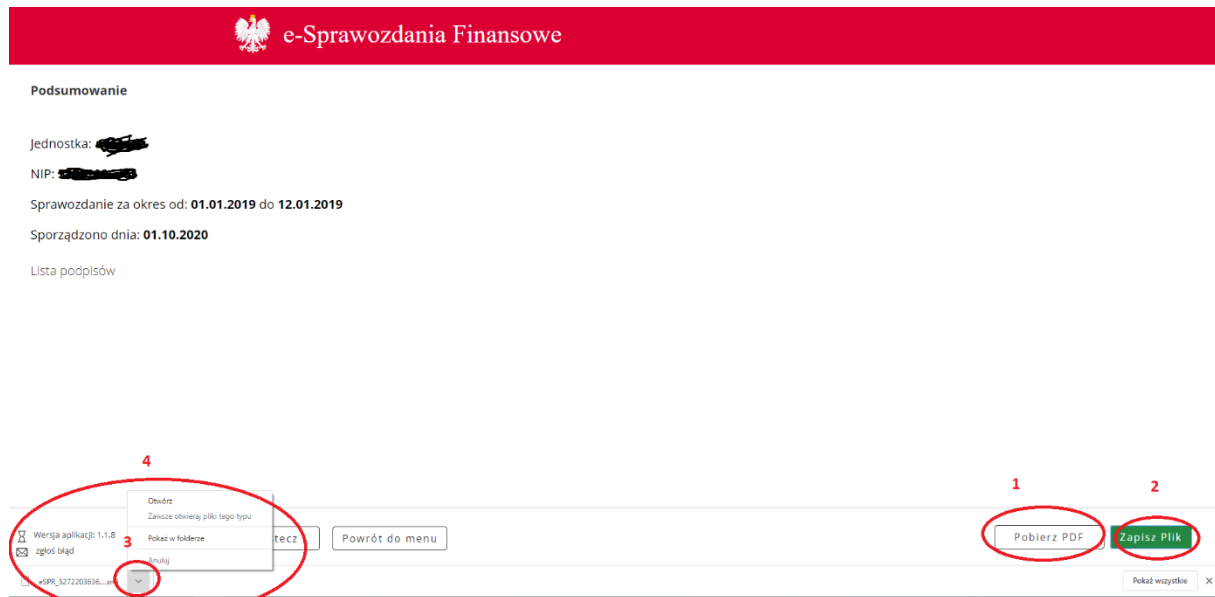 e-Sprawozdania Finansowe
Podsumowanie
Jednostka:
NIP:
Sprawozdanie za okres od: 01.01.2019 do 12.01.2019
Sporządzono dnia: 01.10.2020
Lista podpisów
4
1
2
Otwórz
Zawsze otwieraj pliki tego typu
Wersja aplikacji: 1.1.8
3
Pokaż w folderze
tecz
Powrót do menu
Pobierz PDF
Zapisz Plik
zgłoś błąd
Anuluj
Pokaż wszystkie